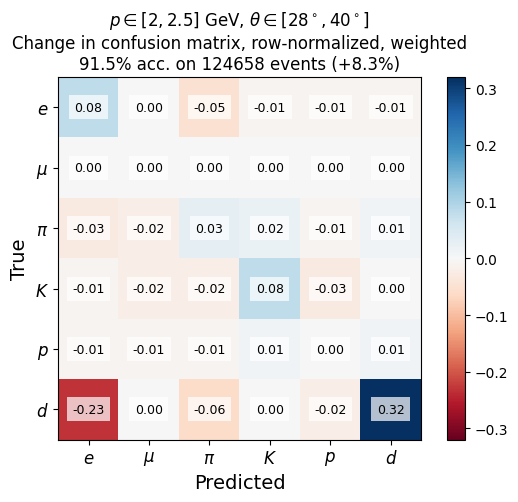 p ∈ [2, 2.5] GeV, θ ∈ [28°, 40°]
Change in confusion matrix, row-normalized, weighted
91.5% acc. on 124658 events (+8.3%)
True
e 0.08 0.00 -0.05 -0.01 -0.01 -0.01
μ 0.00 0.00 0.00 0.00 0.00 0.00
π -0.03 -0.02 0.03 0.02 -0.01 0.01
K -0.01 -0.02 -0.02 0.08 -0.03 0.00
p -0.01 -0.01 -0.01 0.01 0.00 0.01
d -0.23 0.00 -0.06 0.00 -0.02 0.32
e μ π K p d
Predicted
0.3
0.2
0.1
0.0
−0.1
−0.2
−0.3